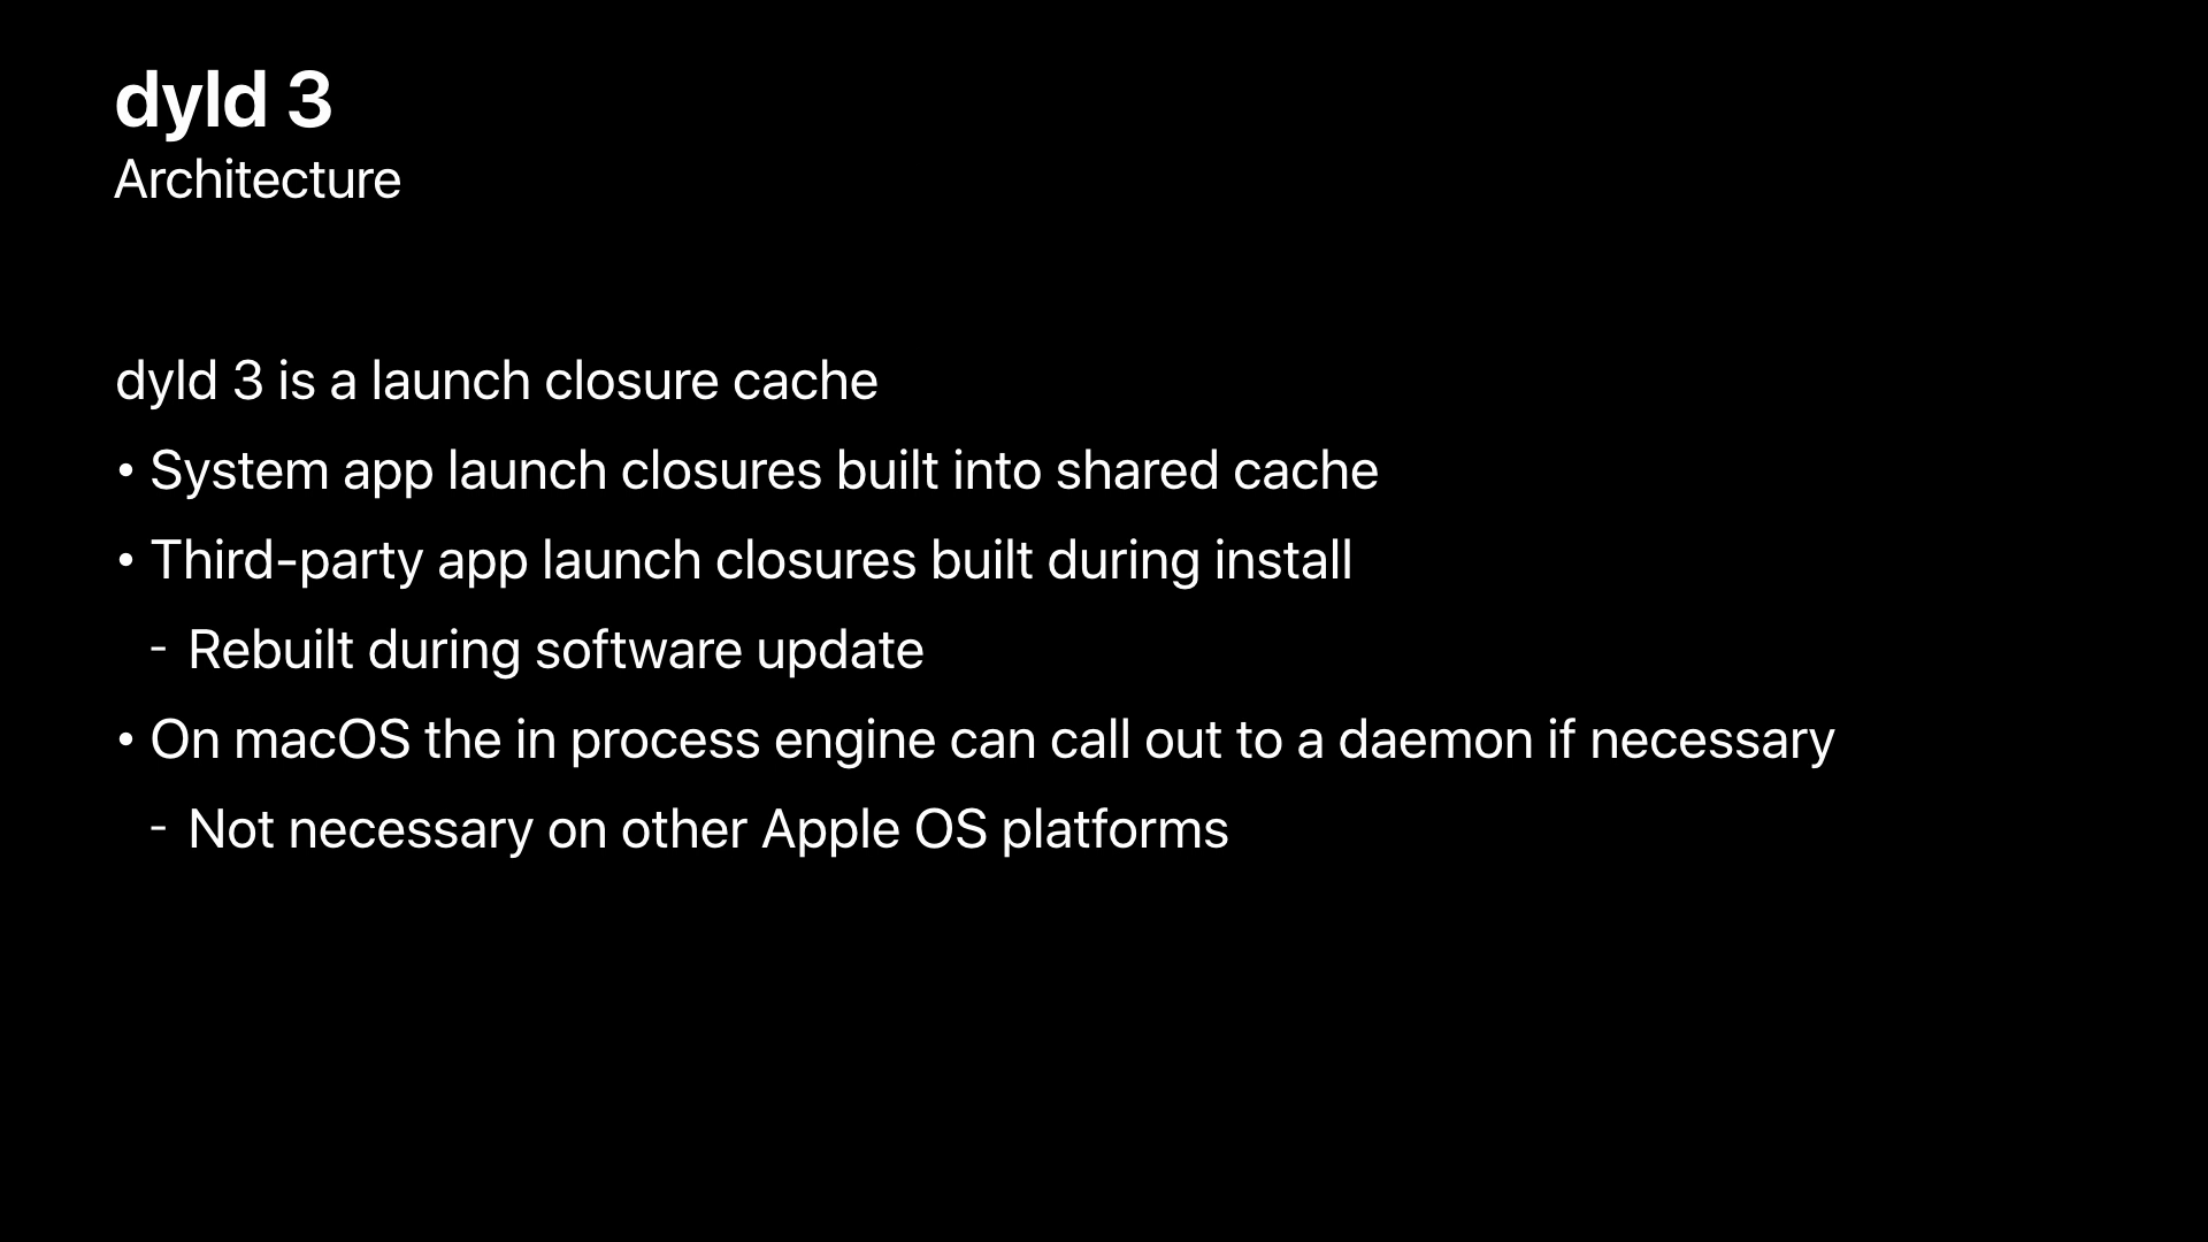 dyld 3
Architecture
dyld 3 is a launch closure cache
• System app launch closures built into shared cache
• Third-party app launch closures built during install
- Rebuilt during software update
• On macOS the in process engine can call out to a daemon if necessary
- Not necessary on other Apple OS platforms